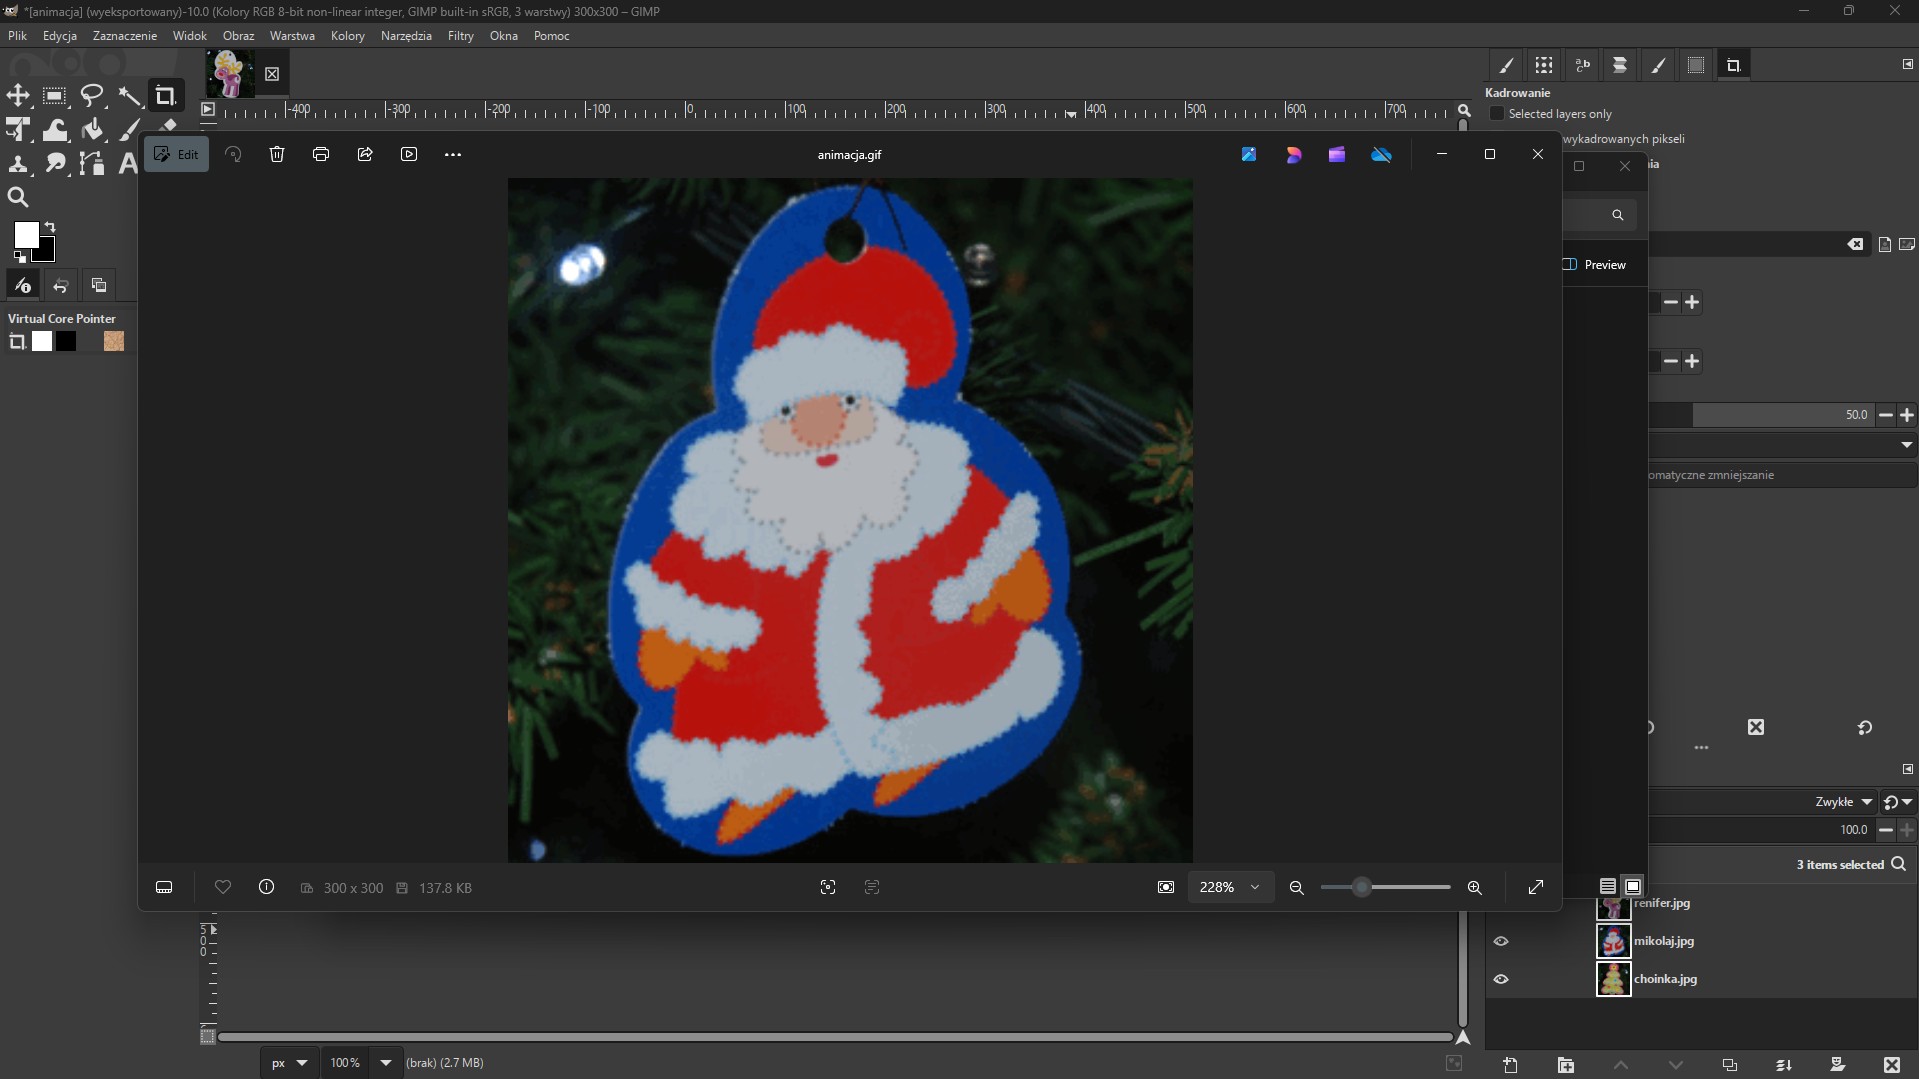 *[animacja] (wyeksportowany)-10.0 (Kolory RGB 8-bit non-linear integer, GIMP built-in sRGB, 3 warstwy) 300x300 – GIMP
Plik Edycja Zaznaczenie Widok Obraz Warstwa Kolory Narzędzia Filtry Okna Pomoc
-400 -300 -200 -100 0 100 200 300 400 500 600 700
Kadrowanie
Selected layers only
wykadrowanych pikseli
Edit
animacja.gif
Preview
Virtual Core Pointer
50.0
omatyczne zmniejszanie
Zwykłe
100.0
3 items selected
300 x 300 137.8 KB
228%
renifer.jpg
mikolaj.jpg
choinka.jpg
500
px 100% (brak) (2.7 MB)